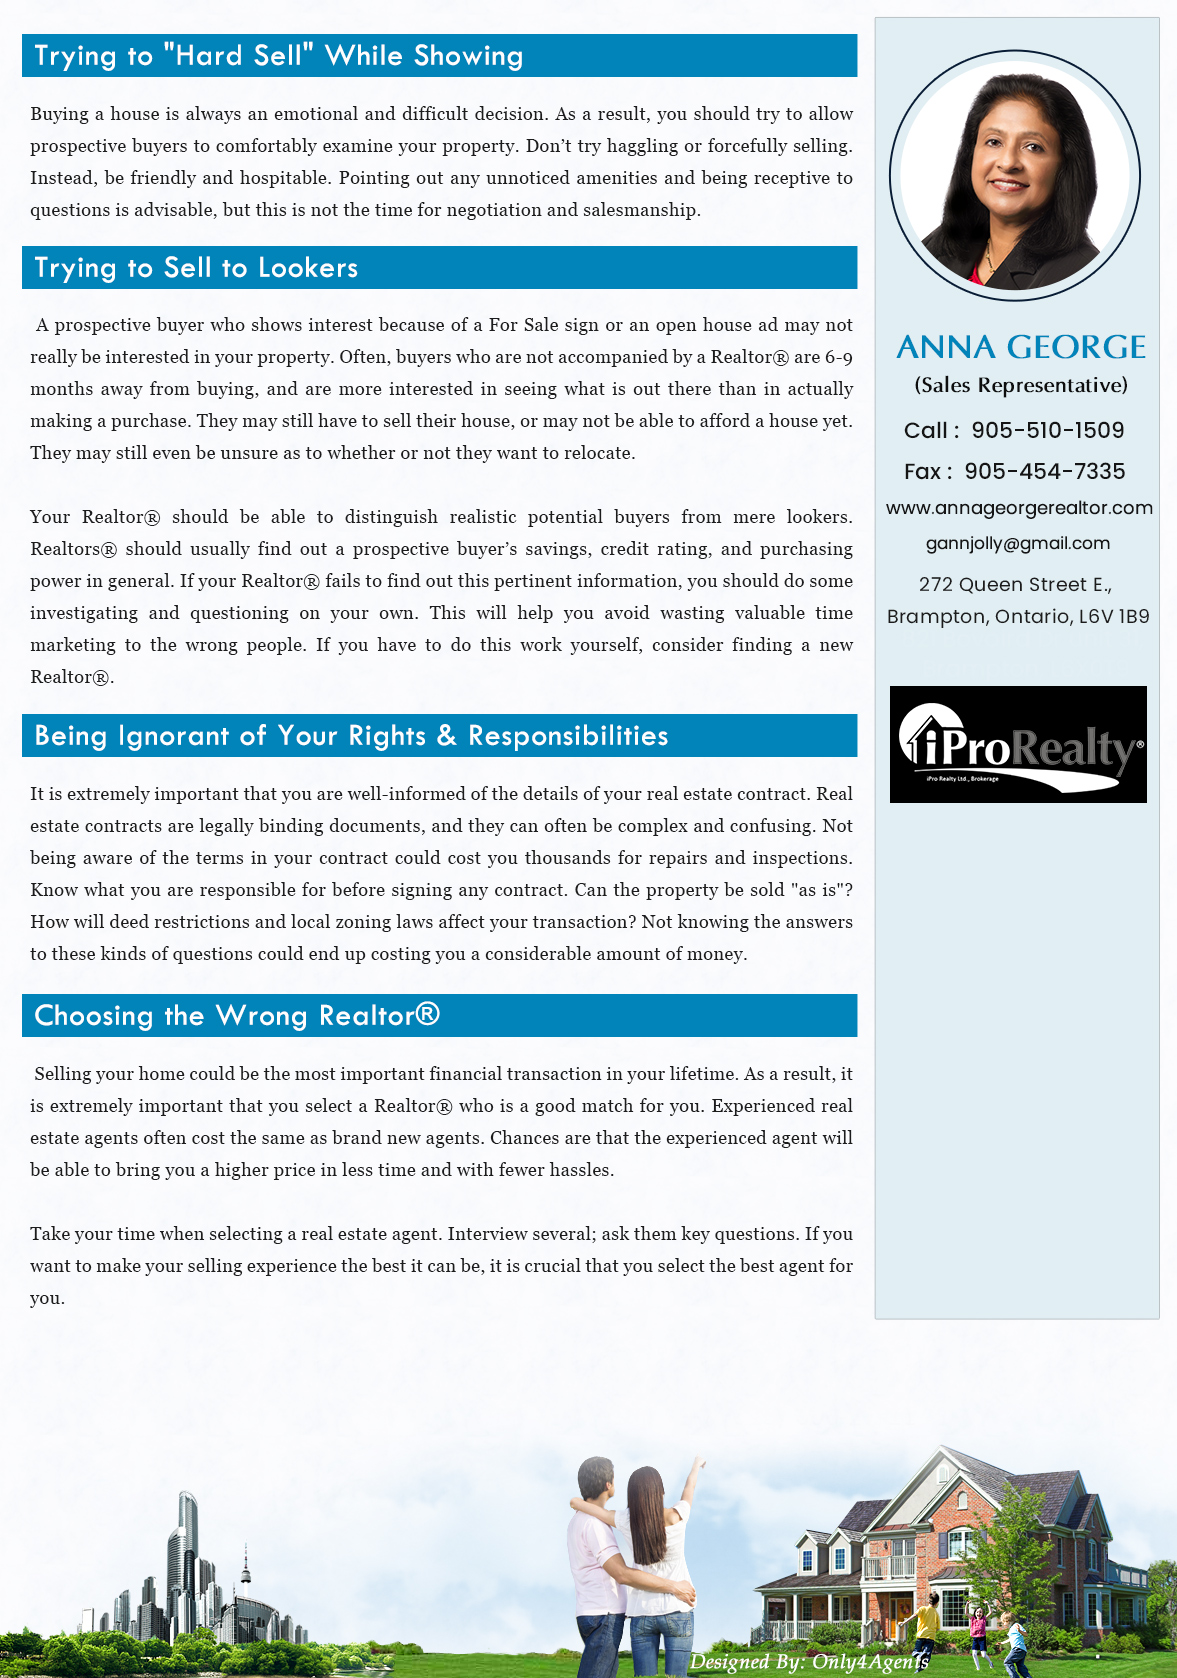 Trying to "Hard Sell" While Showing
Buying a house is always an emotional and difficult decision. As a result, you should try to allow
prospective buyers to comfortably examine your property. Don’t try haggling or forcefully selling.
Instead, be friendly and hospitable. Pointing out any unnoticed amenities and being receptive to
questions is advisable, but this is not the time for negotiation and salesmanship.
Trying to Sell to Lookers
A prospective buyer who shows interest because of a For Sale sign or an open house ad may not
really be interested in your property. Often, buyers who are not accompanied by a Realtor® are 6-9
months away from buying, and are more interested in seeing what is out there than in actually
making a purchase. They may still have to sell their house, or may not be able to afford a house yet.
They may still even be unsure as to whether or not they want to relocate.
Your Realtor® should be able to distinguish realistic potential buyers from mere lookers.
Realtors® should usually find out a prospective buyer’s savings, credit rating, and purchasing
power in general. If your Realtor® fails to find out this pertinent information, you should do some
investigating and questioning on your own. This will help you avoid wasting valuable time
marketing to the wrong people. If you have to do this work yourself, consider finding a new
Realtor®.
Being Ignorant of Your Rights & Responsibilities
It is extremely important that you are well-informed of the details of your real estate contract. Real
estate contracts are legally binding documents, and they can often be complex and confusing. Not
being aware of the terms in your contract could cost you thousands for repairs and inspections.
Know what you are responsible for before signing any contract. Can the property be sold "as is"?
How will deed restrictions and local zoning laws affect your transaction? Not knowing the answers
to these kinds of questions could end up costing you a considerable amount of money.
Choosing the Wrong Realtor®
Selling your home could be the most important financial transaction in your lifetime. As a result, it
is extremely important that you select a Realtor® who is a good match for you. Experienced real
estate agents often cost the same as brand new agents. Chances are that the experienced agent will
be able to bring you a higher price in less time and with fewer hassles.
Take your time when selecting a real estate agent. Interview several; ask them key questions. If you
want to make your selling experience the best it can be, it is crucial that you select the best agent for
you.
ANNA GEORGE
(Sales Representative)
Call : 905-510-1509
Fax : 905-454-7335
www.annageorgerealtor.com
gannjolly@gmail.com
272 Queen Street E.,
Brampton, Ontario, L6V 1B9
iProRealty®
iPro Realty Ltd., Brokerage
Designed By: Only4Agents